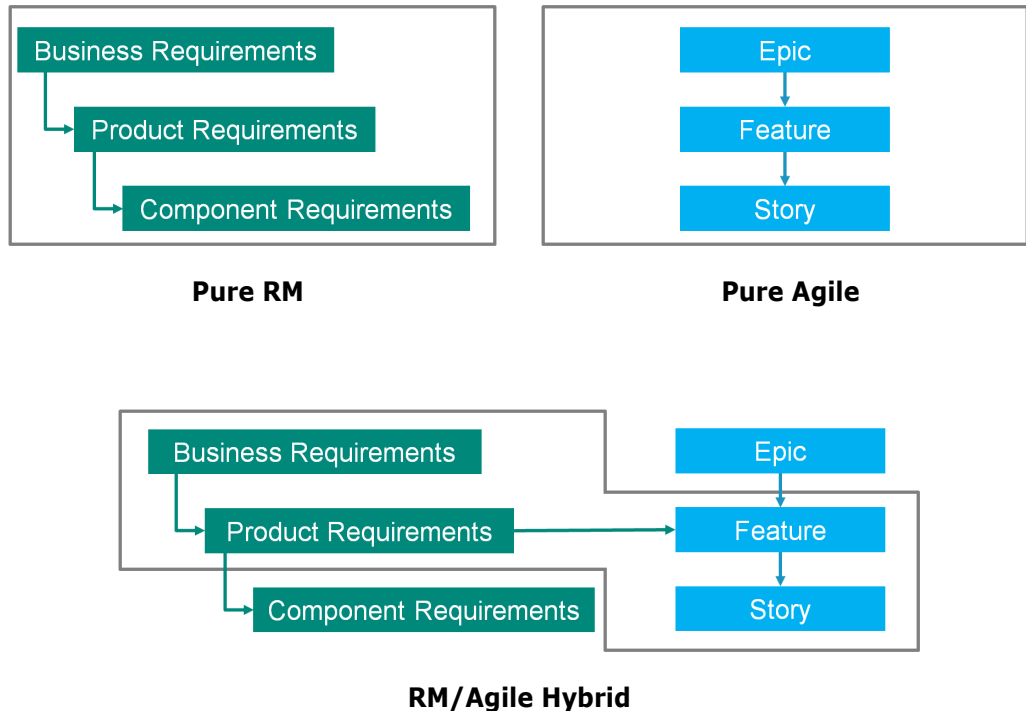 Business Requirements
Product Requirements
Component Requirements
Pure RM
Epic
Feature
Story
Pure Agile
Business Requirements
Epic
Product Requirements
Feature
Component Requirements
Story
RM/Agile Hybrid